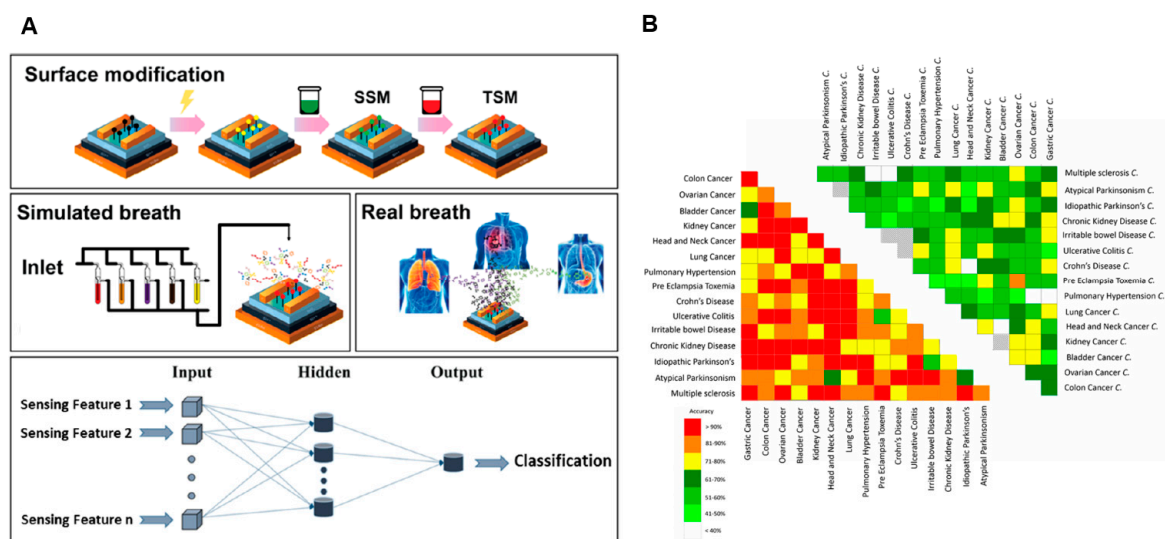 A
Surface modification
SSM
TSM
Simulated breath
Inlet
Real breath
Input
Hidden
Output
Sensing Feature 1
Sensing Feature 2
Sensing Feature n
Classification
B
Atypical Parkinsonism C.
Idiopathic Parkinson's C.
Chronic Kidney Disease C.
Irritable bowel Disease C.
Ulcerative Colitis C.
Crohn's Disease C.
Pre Eclampsia Toxemia C.
Pulmonary Hypertension C.
Lung Cancer C.
Head and Neck Cancer C.
Kidney Cancer C.
Bladder Cancer C.
Ovarian Cancer C.
Colon Cancer C.
Gastric Cancer C.
Multiple sclerosis C.
Atypical Parkinsonism C.
Idiopathic Parkinson's C.
Chronic Kidney Disease C.
Irritable bowel Disease C.
Ulcerative Colitis C.
Crohn's Disease C.
Pre Eclampsia Toxemia C.
Pulmonary Hypertension C.
Lung Cancer C.
Head and Neck Cancer C.
Kidney Cancer C.
Bladder Cancer C.
Ovarian Cancer C.
Colon Cancer C.
Colon Cancer
Ovarian Cancer
Bladder Cancer
Kidney Cancer
Head and Neck Cancer
Lung Cancer
Pulmonary Hypertension
Pre Eclampsia Toxemia
Crohn's Disease
Ulcerative Colitis
Irritable bowel Disease
Chronic Kidney Disease
Idiopathic Parkinson's
Atypical Parkinsonism
Multiple sclerosis
Gastric Cancer
Colon Cancer
Ovarian Cancer
Bladder Cancer
Kidney Cancer
Head and Neck Cancer
Lung Cancer
Pulmonary Hypertension
Pre Eclampsia Toxemia
Crohn's Disease
Ulcerative Colitis
Irritable bowel Disease
Chronic Kidney Disease
Idiopathic Parkinson's
Atypical Parkinsonism
Accuracy
> 90%
81-90%
71-80%
61-70%
51-60%
41-50%
< 40%